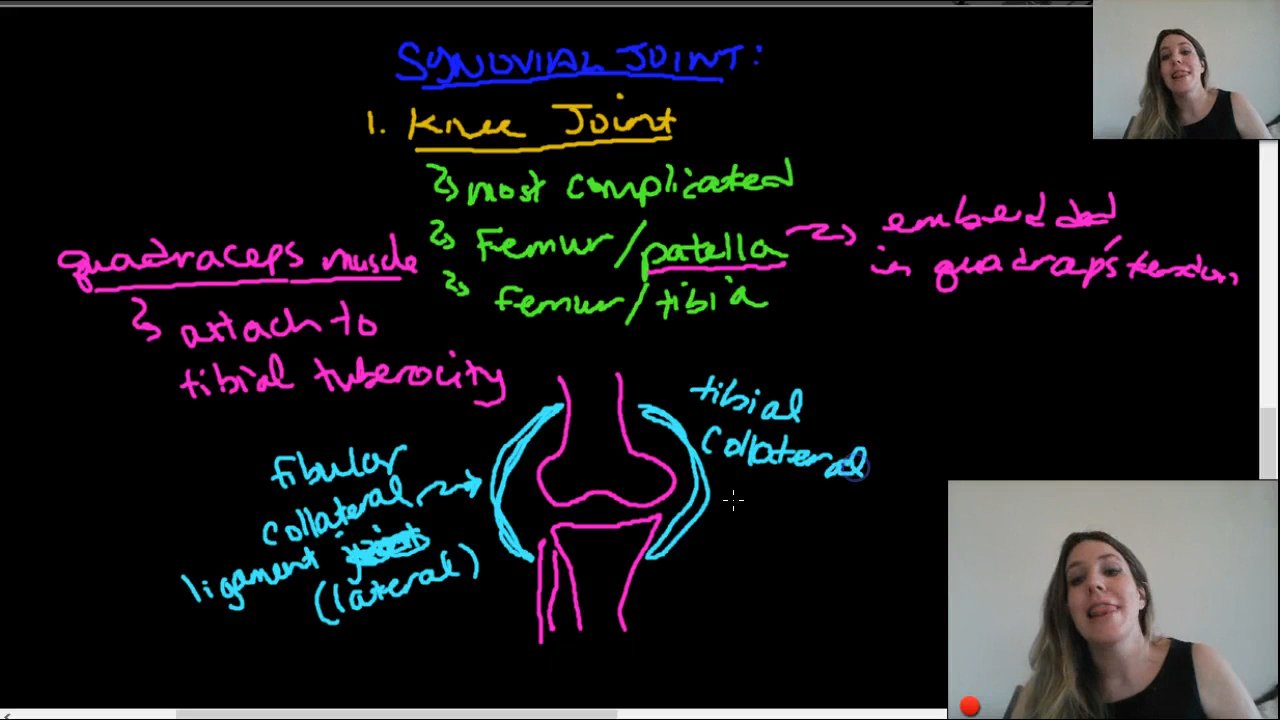 SYNOVIAL JOINT:
1. Knee Joint
most complicated
Femur/patella
embedded
in quadrap's tendon
Femur/tibia
quadraceps muscle
attach to
tibial tuberocity
tibial
collateral
fibular
collateral
ligament
(lateral)